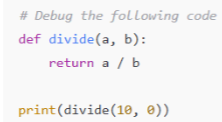 # Debug the following code
def divide(a, b):
    return a / b
print(divide(10, 0))